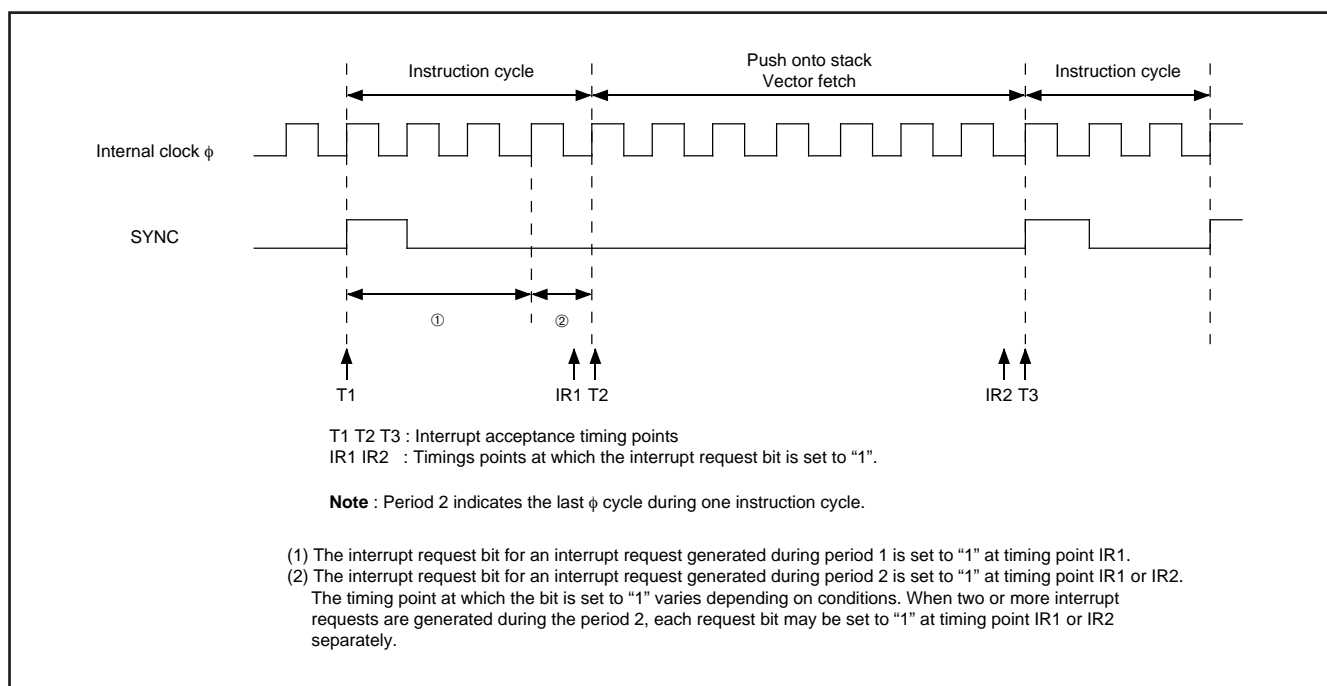 Instruction cycle
Push onto stack
Vector fetch
Instruction cycle
Internal clock ϕ
SYNC
①
②
T1
IR1 T2
IR2 T3
T1 T2 T3 : Interrupt acceptance timing points
IR1 IR2 : Timings points at which the interrupt request bit is set to “1”.
Note : Period 2 indicates the last ϕ cycle during one instruction cycle.
(1) The interrupt request bit for an interrupt request generated during period 1 is set to “1” at timing point IR1.
(2) The interrupt request bit for an interrupt request generated during period 2 is set to “1” at timing point IR1 or IR2.
The timing point at which the bit is set to “1” varies depending on conditions. When two or more interrupt
requests are generated during the period 2, each request bit may be set to “1” at timing point IR1 or IR2
separately.